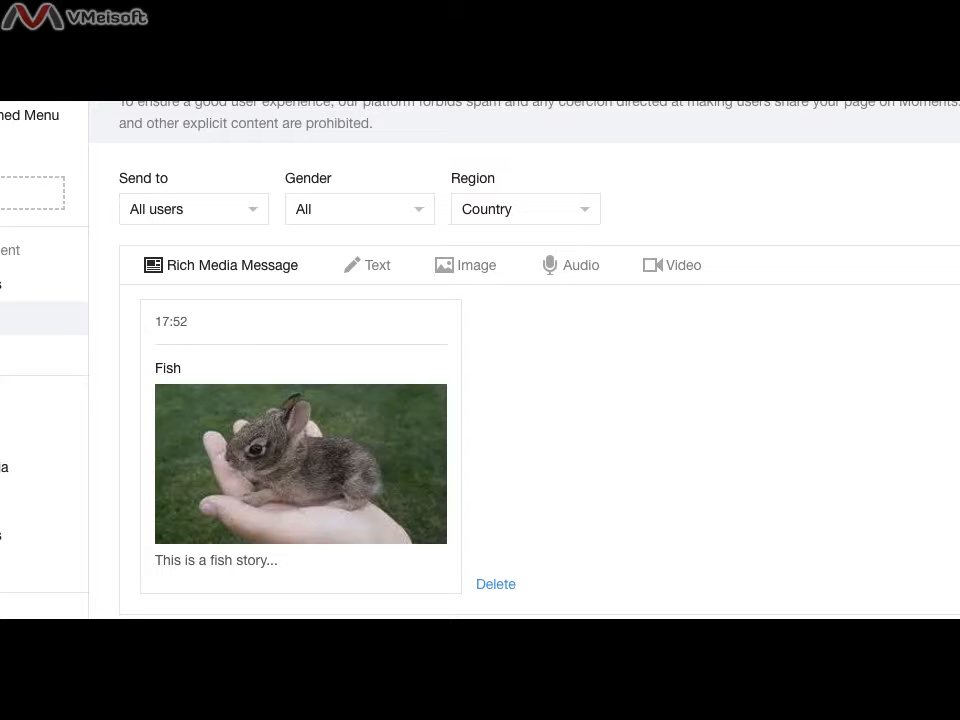 VMeisoft
To ensure a good user experience, our platform forbids spam and any coercion directed at making users share your page on Moments.
and other explicit content are prohibited.
Menu
Send to Gender Region
All users All Country
Rich Media Message Text Image Audio Video
17:52
Fish
This is a fish story...
Delete